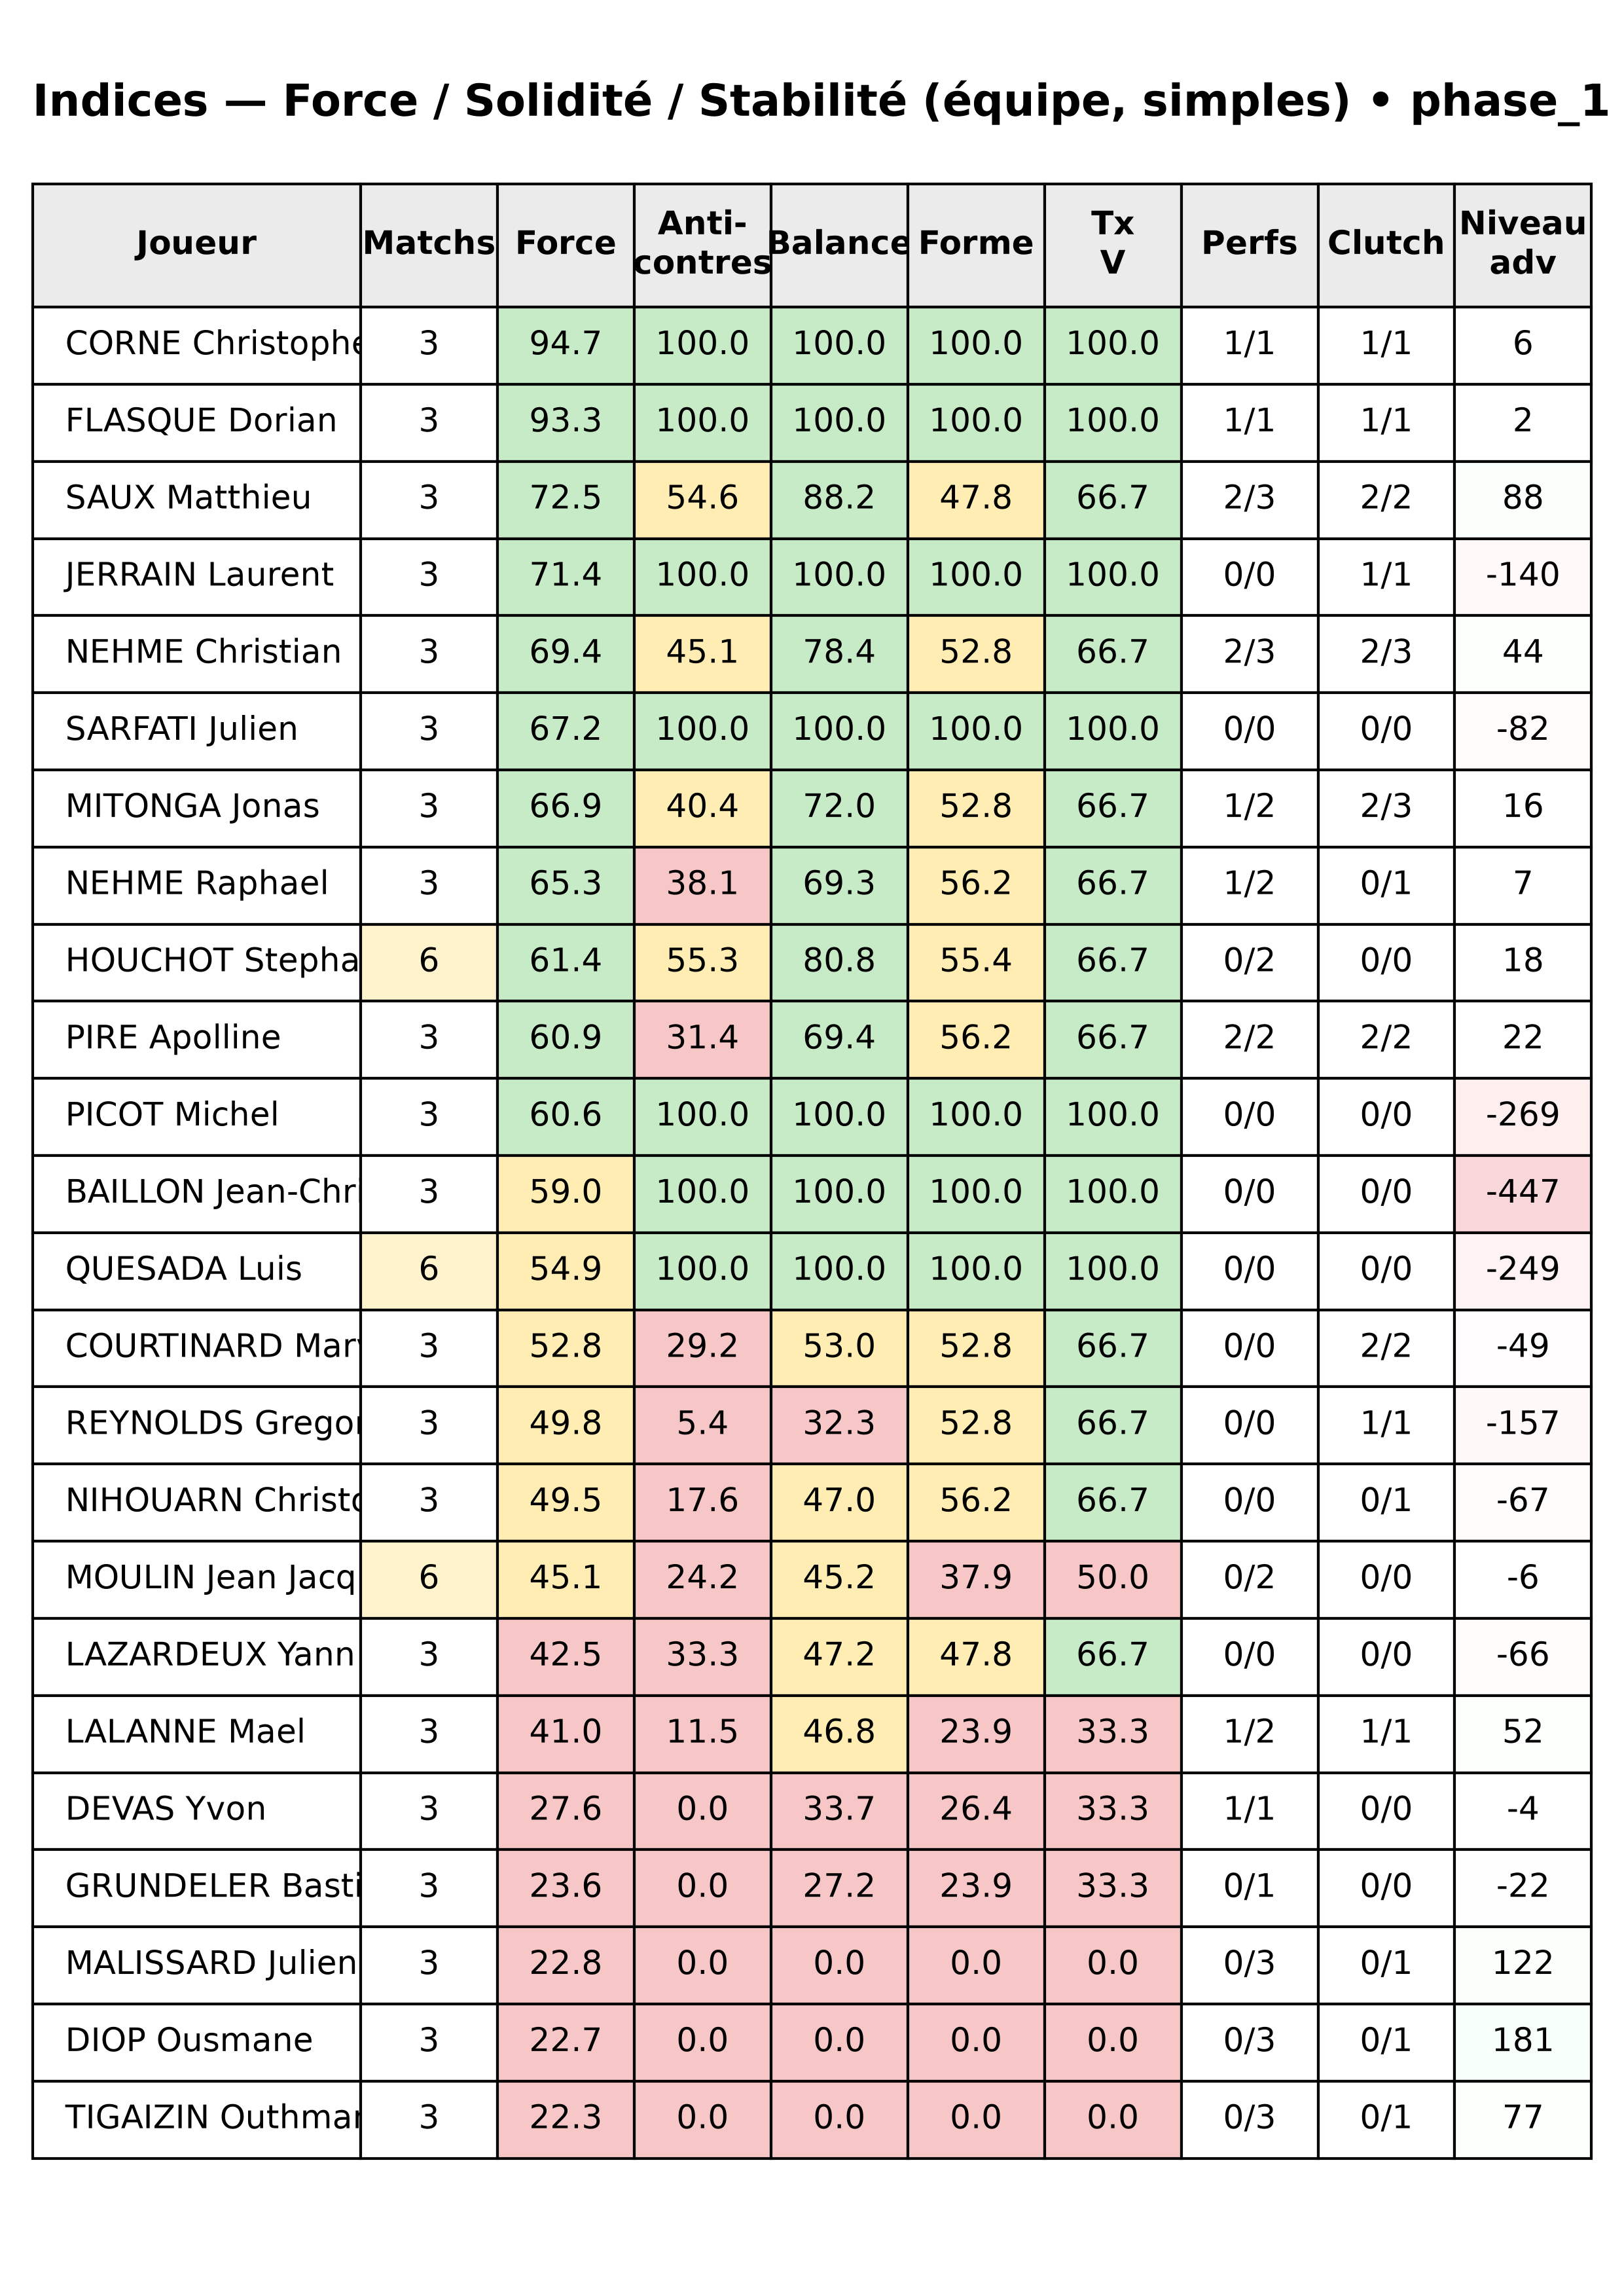 Indices — Force / Solidité / Stabilité (équipe, simples) • phase_1
Joueur Matchs Force Anti-contres Balance Forme Tx V Perfs Clutch Niveau adv
CORNE Christophe 3 94.7 100.0 100.0 100.0 100.0 1/1 1/1 6
FLASQUE Dorian 3 93.3 100.0 100.0 100.0 100.0 1/1 1/1 2
SAUX Matthieu 3 72.5 54.6 88.2 47.8 66.7 2/3 2/2 88
JERRAIN Laurent 3 71.4 100.0 100.0 100.0 100.0 0/0 1/1 -140
NEHME Christian 3 69.4 45.1 78.4 52.8 66.7 2/3 2/3 44
SARFATI Julien 3 67.2 100.0 100.0 100.0 100.0 0/0 0/0 -82
MITONGA Jonas 3 66.9 40.4 72.0 52.8 66.7 1/2 2/3 16
NEHME Raphael 3 65.3 38.1 69.3 56.2 66.7 1/2 0/1 7
HOUCHOT Stepha 6 61.4 55.3 80.8 55.4 66.7 0/2 0/0 18
PIRE Apolline 3 60.9 31.4 69.4 56.2 66.7 2/2 2/2 22
PICOT Michel 3 60.6 100.0 100.0 100.0 100.0 0/0 0/0 -269
BAILLON Jean-Chr 3 59.0 100.0 100.0 100.0 100.0 0/0 0/0 -447
QUESADA Luis 6 54.9 100.0 100.0 100.0 100.0 0/0 0/0 -249
COURTINARD Mar 3 52.8 29.2 53.0 52.8 66.7 0/0 2/2 -49
REYNOLDS Gregor 3 49.8 5.4 32.3 52.8 66.7 0/0 1/1 -157
NIHOUARN Christo 3 49.5 17.6 47.0 56.2 66.7 0/0 0/1 -67
MOULIN Jean Jacq 6 45.1 24.2 45.2 37.9 50.0 0/2 0/0 -6
LAZARDEUX Yann 3 42.5 33.3 47.2 47.8 66.7 0/0 0/0 -66
LALANNE Mael 3 41.0 11.5 46.8 23.9 33.3 1/2 1/1 52
DEVAS Yvon 3 27.6 0.0 33.7 26.4 33.3 1/1 0/0 -4
GRUNDELER Basti 3 23.6 0.0 27.2 23.9 33.3 0/1 0/0 -22
MALISSARD Julien 3 22.8 0.0 0.0 0.0 0.0 0/3 0/1 122
DIOP Ousmane 3 22.7 0.0 0.0 0.0 0.0 0/3 0/1 181
TIGAIZIN Outhmar 3 22.3 0.0 0.0 0.0 0.0 0/3 0/1 77